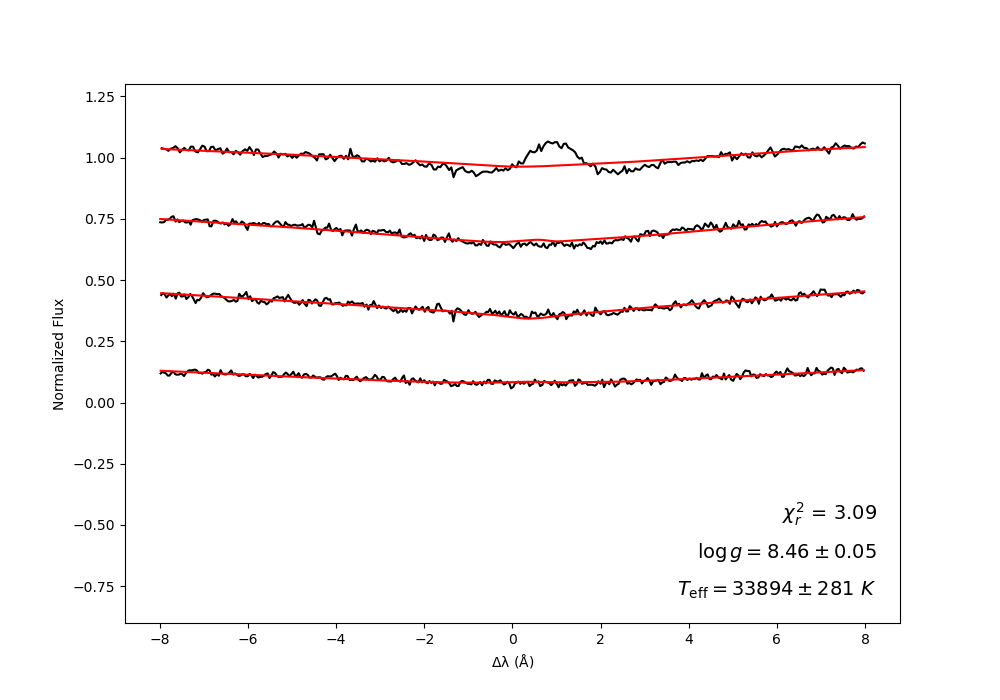 1.25
1.00
0.75
0.50
0.25
0.00
−0.25
−0.50
−0.75
Normalized Flux
χ²ᵣ = 3.09
log g = 8.46 ± 0.05
T_eff = 33894 ± 281 K
−8 −6 −4 −2 0 2 4 6 8
Δλ (Å)